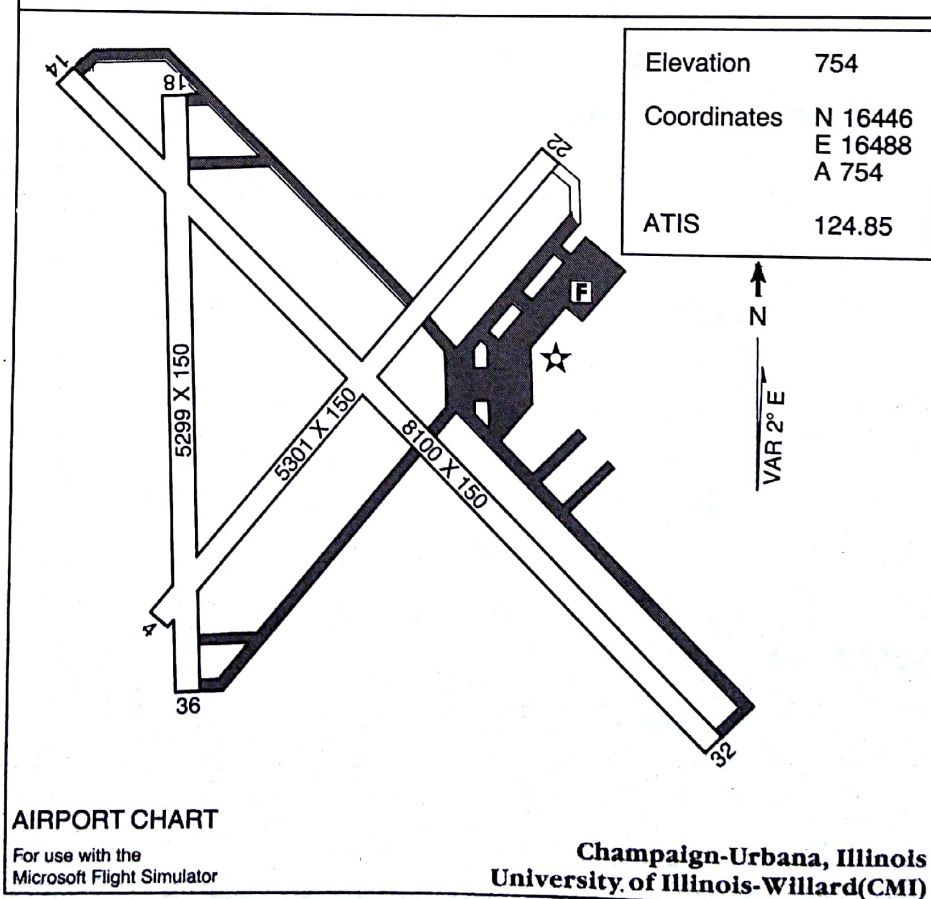 Elevation 754
Coordinates N 16446
E 16488
A 754
ATIS 124.85
14
18
22
F
N
VAR 2° E
5299 X 150
5301 X 150
8100 X 150
4
36
32
AIRPORT CHART
For use with the
Microsoft Flight Simulator
Champaign-Urbana, Illinois
University of Illinois-Willard(CMI)